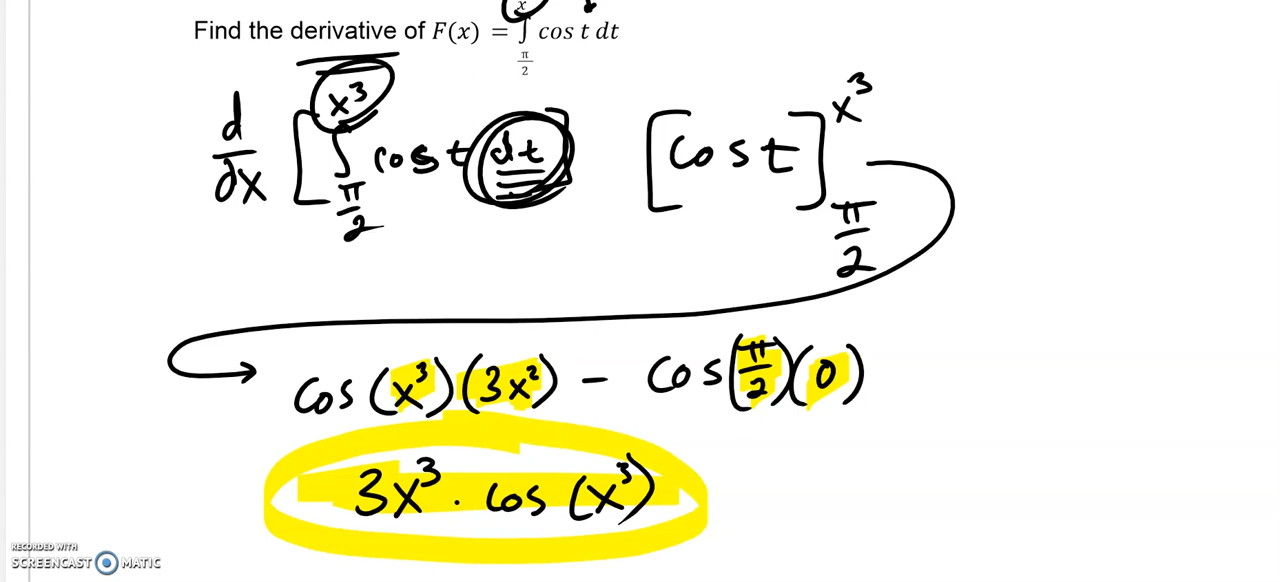 Find the derivative of F(x) = ∫_{π/2}^{x} cos t dt
d/dx [∫_{π/2}^{x³} cos t dt] [cos t]_{π/2}^{x³}
cos(x³)(3x²) − cos(π/2)(0)
3x³ · cos(x³)
RECORDED WITH
SCREENCAST MATIC